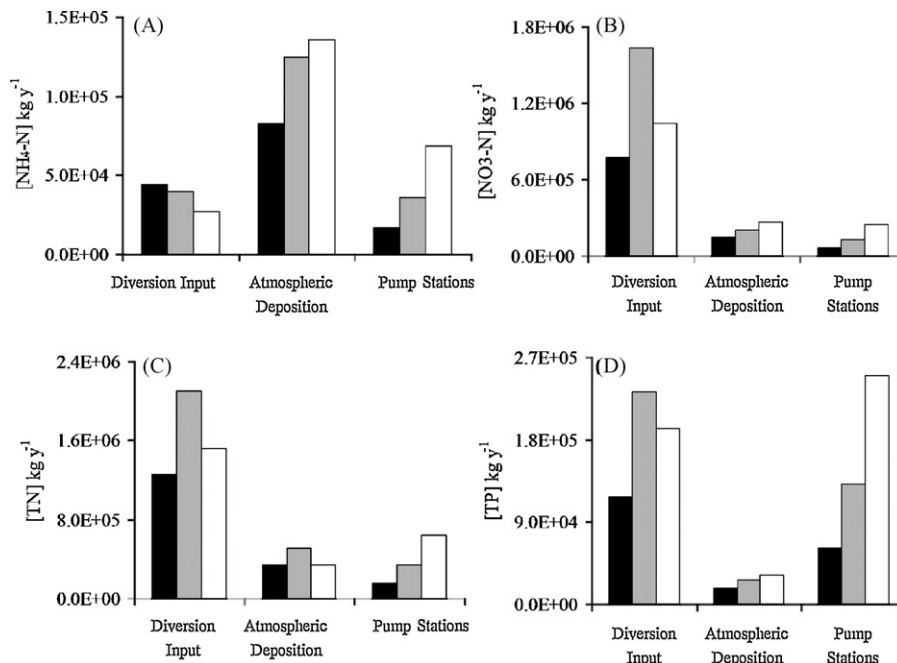 (A)
1.5E+05
1.0E+05
5.0E+04
0.0E+00
[NH4-N] kg y-1
Diversion Input
Atmospheric
Deposition
Pump Stations
(B)
1.8E+06
1.2E+06
6.0E+05
0.0E+00
[NO3-N] kg y-1
Diversion
Input
Atmospheric
Deposition
Pump
Stations
(C)
2.4E+06
1.6E+06
8.0E+05
0.0E+00
[TN] kg y-1
Diversion
Input
Atmospheric
Deposition
Pump Stations
(D)
2.7E+05
1.8E+05
9.0E+04
0.0E+00
[TP] kg y-1
Diversion
Input
Atmospheric
Deposition
Pump
Stations